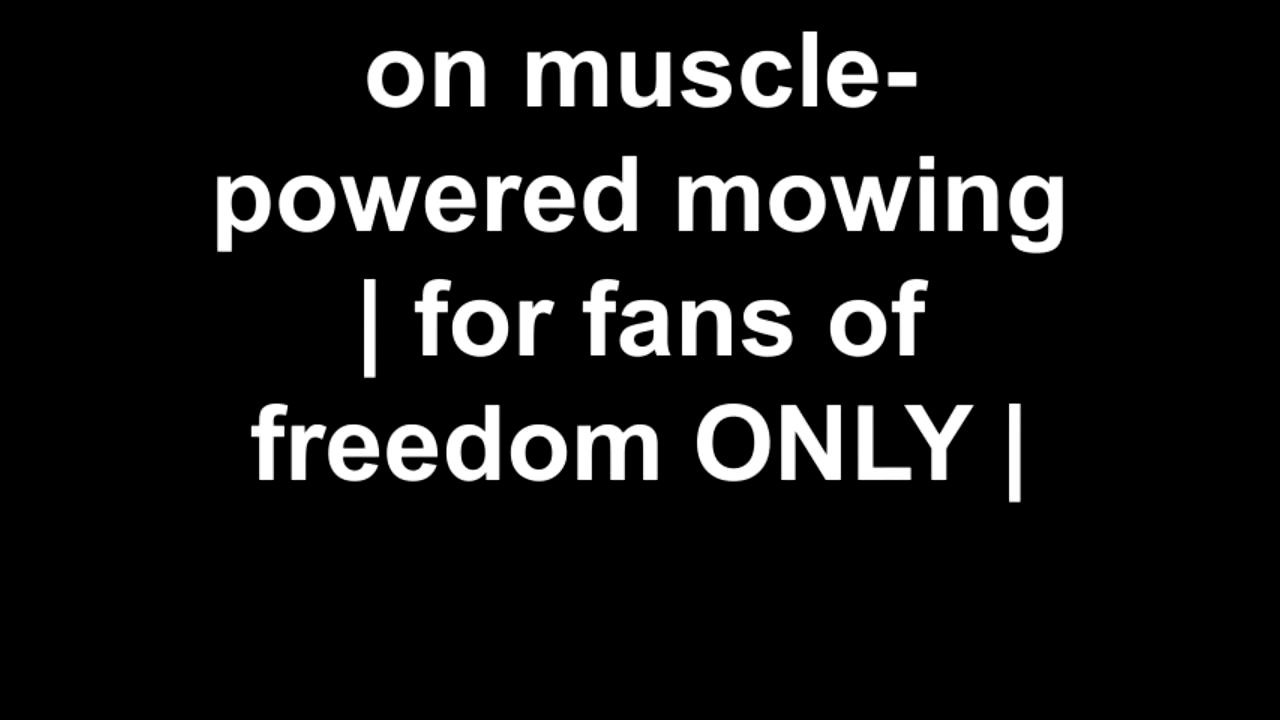 on muscle-
powered mowing
| for fans of
freedom ONLY |